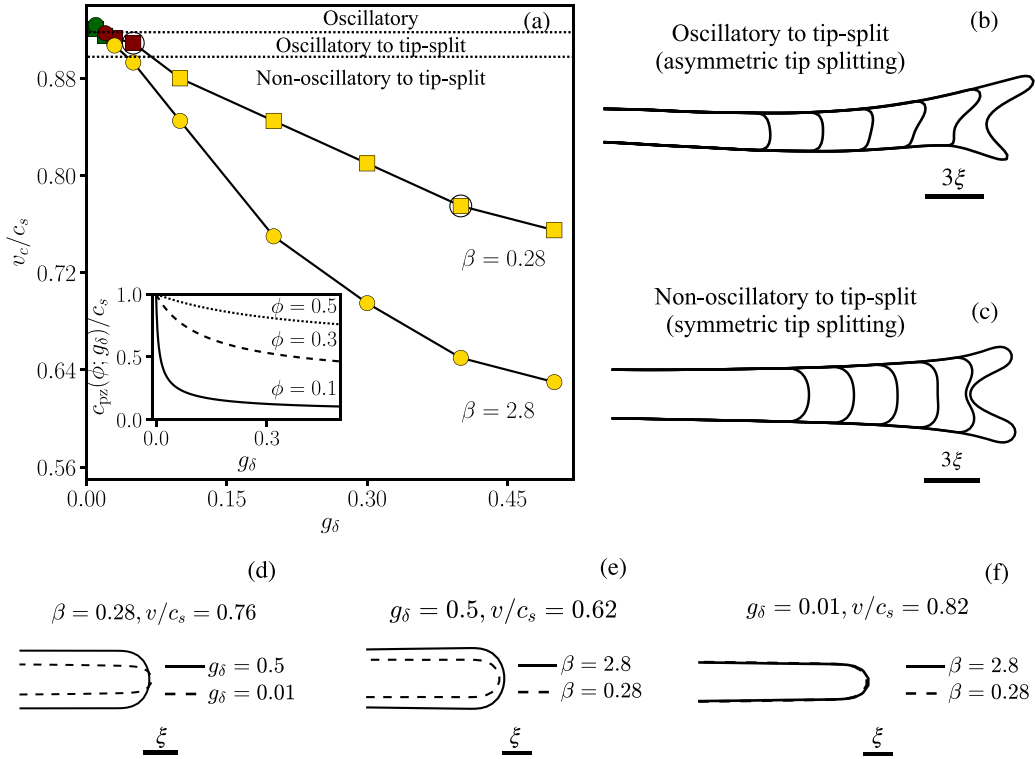 (a)
Oscillatory
Oscillatory to tip-split
Non-oscillatory to tip-split
0.88
0.80
0.72
0.64
0.56
v_c/c_s
β = 0.28
β = 2.8
0.00
0.15
0.30
0.45
g_δ
1.0
0.5
0.0
c_pz(ϕ; g_δ)/c_s
ϕ = 0.5
ϕ = 0.3
ϕ = 0.1
0.0
0.3
g_δ
(b)
Oscillatory to tip-split
(asymmetric tip splitting)
3ξ
Non-oscillatory to tip-split
(c)
(symmetric tip splitting)
3ξ
(d)
β = 0.28, v/c_s = 0.76
g_δ = 0.5
g_δ = 0.01
ξ
(e)
g_δ = 0.5, v/c_s = 0.62
β = 2.8
β = 0.28
ξ
(f)
g_δ = 0.01, v/c_s = 0.82
β = 2.8
β = 0.28
ξ